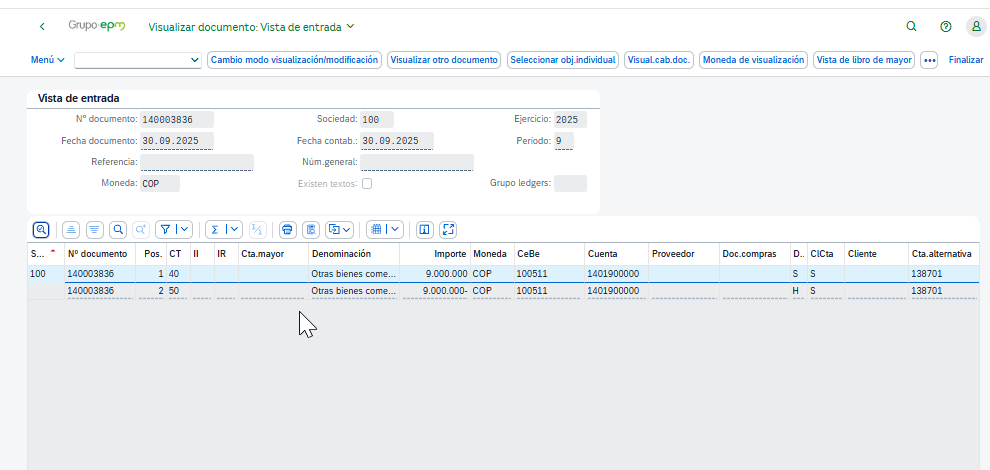 Grupo·epm Visualizar documento: Vista de entrada
Menú Cambio modo visualización/modificación Visualizar otro documento Seleccionar obj.individual Visual.cab.doc. Moneda de visualización Vista de libro de mayor ••• Finalizar
Vista de entrada
Nº documento: 140003836 Sociedad: 100 Ejercicio: 2025
Fecha documento: 30.09.2025 Fecha contab.: 30.09.2025 Período: 9
Referencia: Núm.general:
Moneda: COP Existen textos: Grupo ledgers:
S... Nº documento Pos. CT II IR Cta.mayor Denominación Importe Moneda CeBe Cuenta Proveedor Doc.compras D.. ClCta Cliente Cta.alternativa
100 140003836 1 40 Otras bienes come... 9.000.000 COP 100511 1401900000 S S 138701
140003836 2 50 Otras bienes come... 9.000.000- COP 100511 1401900000 H S 138701